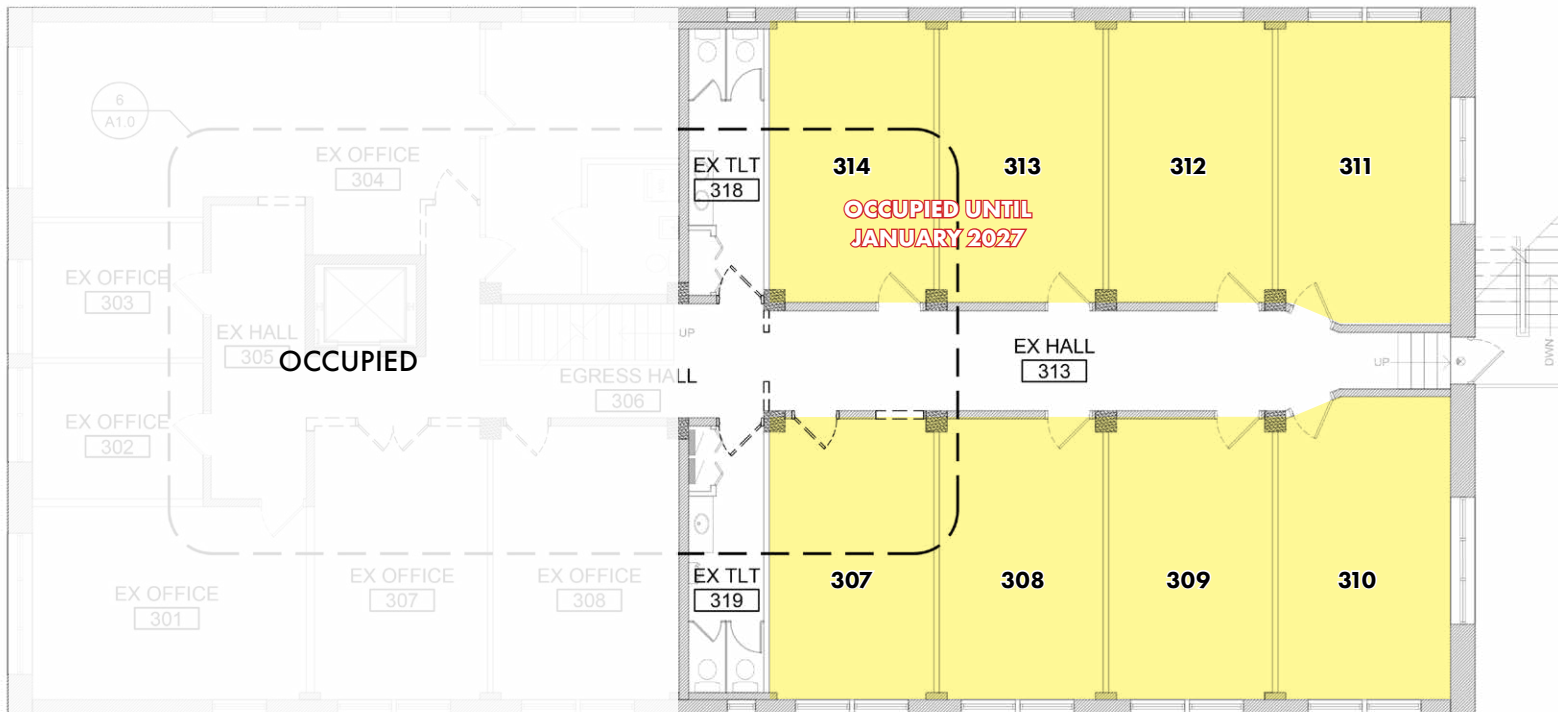 6
A1.0
EX OFFICE
304
EX TLT
318
314
313
312
311
OCCUPIED UNTIL
JANUARY 2027
EX OFFICE
303
EX HALL
305
OCCUPIED
UP
EGRESS HALL
306
EX HALL
313
UP
DWN
EX OFFICE
302
EX OFFICE
301
EX OFFICE
307
EX OFFICE
308
EX TLT
319
307
308
309
310